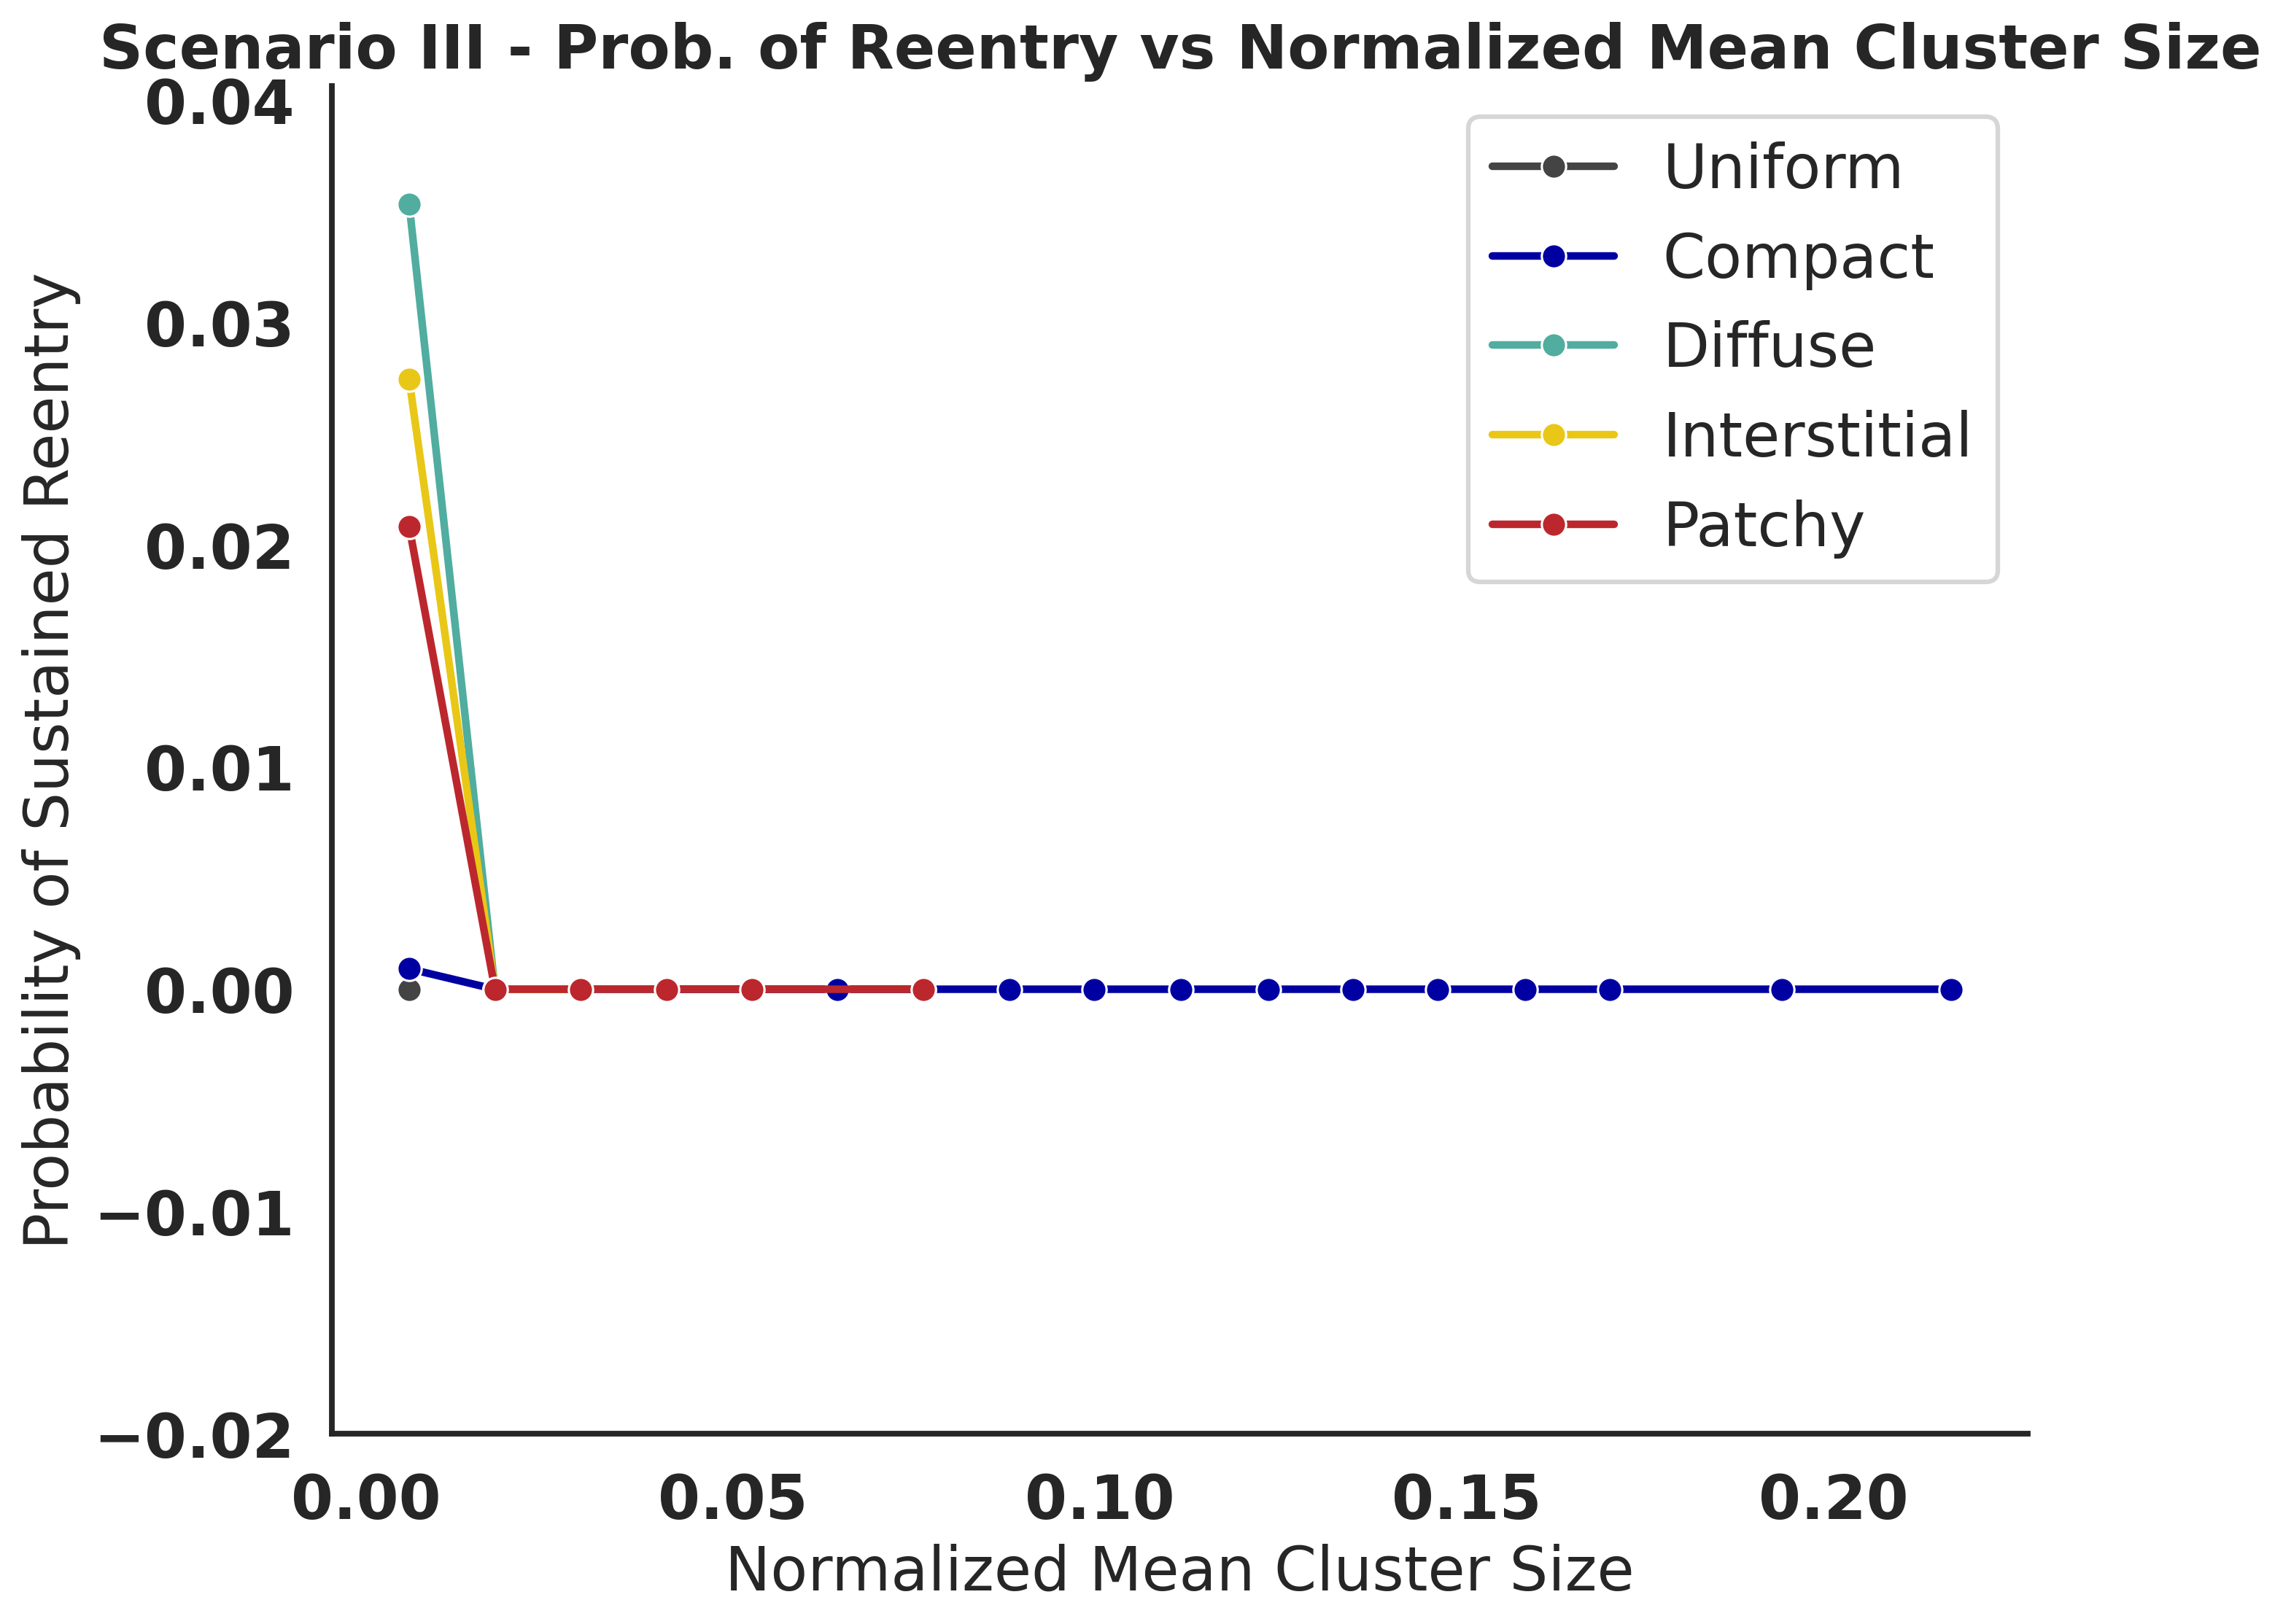 Scenario III - Prob. of Reentry vs Normalized Mean Cluster Size
0.04
0.03
0.02
0.01
0.00
−0.01
−0.02
Probability of Sustained Reentry
Uniform
Compact
Diffuse
Interstitial
Patchy
0.00 0.05 0.10 0.15 0.20
Normalized Mean Cluster Size